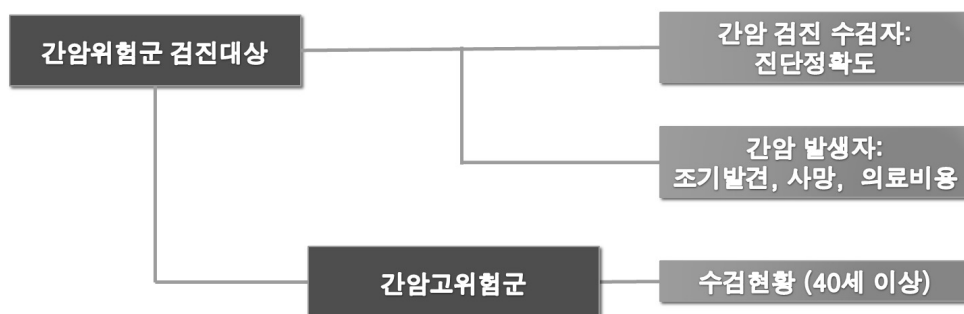 간암위험군 검진대상
간암 검진 수검자:
진단정확도
간암 발생자:
조기발견, 사망, 의료비용
간암고위험군
수검현황 (40세 이상)